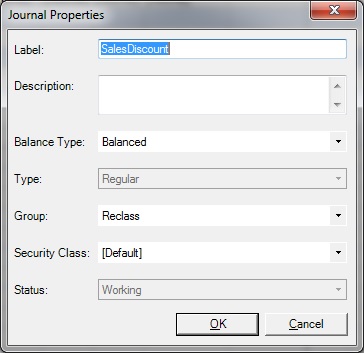 Journal Properties
Label: SalesDiscount
Description:
Balance Type: Balanced
Type: Regular
Group: Reclass
Security Class: [Default]
Status: Working
OK Cancel